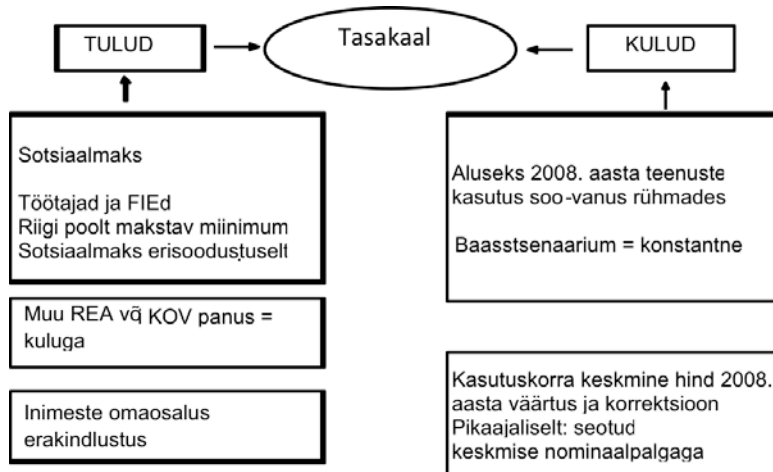 TULUD
Tasakaal
KULUD
Sotsiaalmaks
Töötajad ja FIEd
Riigi poolt makstav miinimum
Sotsiaalmaks erisoodustuselt
Muu REA või KOV panus =
kuluga
Inimeste omaosalus
erakindlustus
Aluseks 2008. aasta teenuste
kasutus soo-vanus rühmades
Baasstsenaarium = konstantne
Kasutuskorra keskmine hind 2008.
aasta väärtus ja korrektsioon
Pikaajaliselt: seotud
keskmise nominaalpalgaga